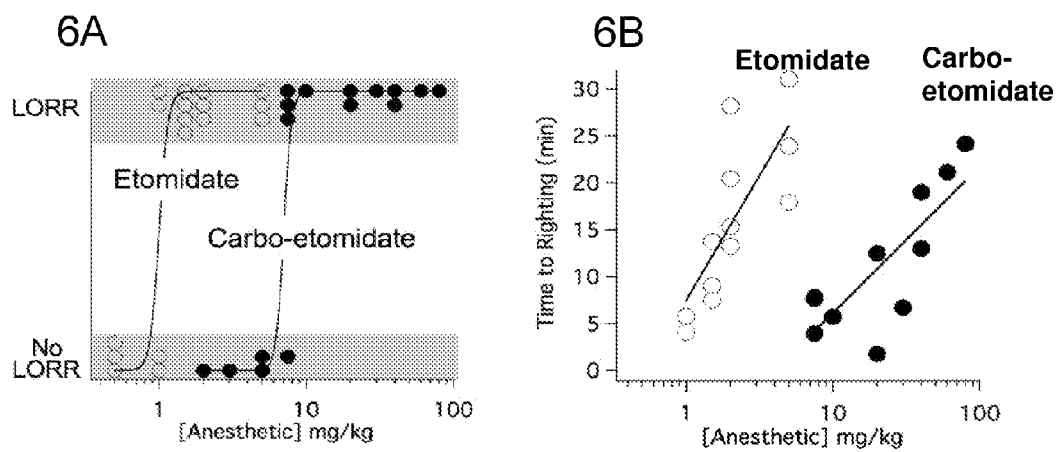 6A
LORR
Etomidate
Carbo-etomidate
No
LORR
1
10
100
[Anesthetic] mg/kg
6B
Etomidate
Carbo-
etomidate
Time to Righting (min)
30
25
20
15
10
5
0
1
10
100
[Anesthetic] mg/kg